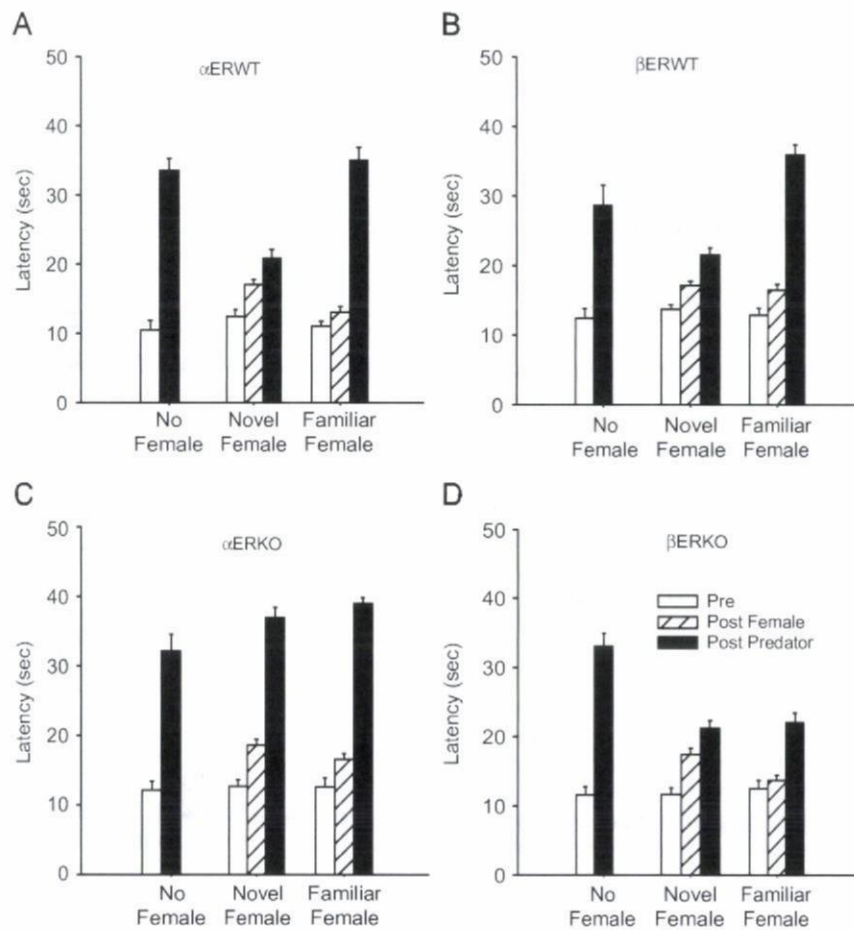 A
αERWT
50
40
30
20
10
0
Latency (sec)
No Female
Novel Female
Familiar Female
B
βERWT
50
40
30
20
10
0
Latency (sec)
No Female
Novel Female
Familiar Female
C
αERKO
50
40
30
20
10
0
Latency (sec)
No Female
Novel Female
Familiar Female
D
βERKO
50
40
30
20
10
0
Latency (sec)
Pre
Post Female
Post Predator
No Female
Novel Female
Familiar Female